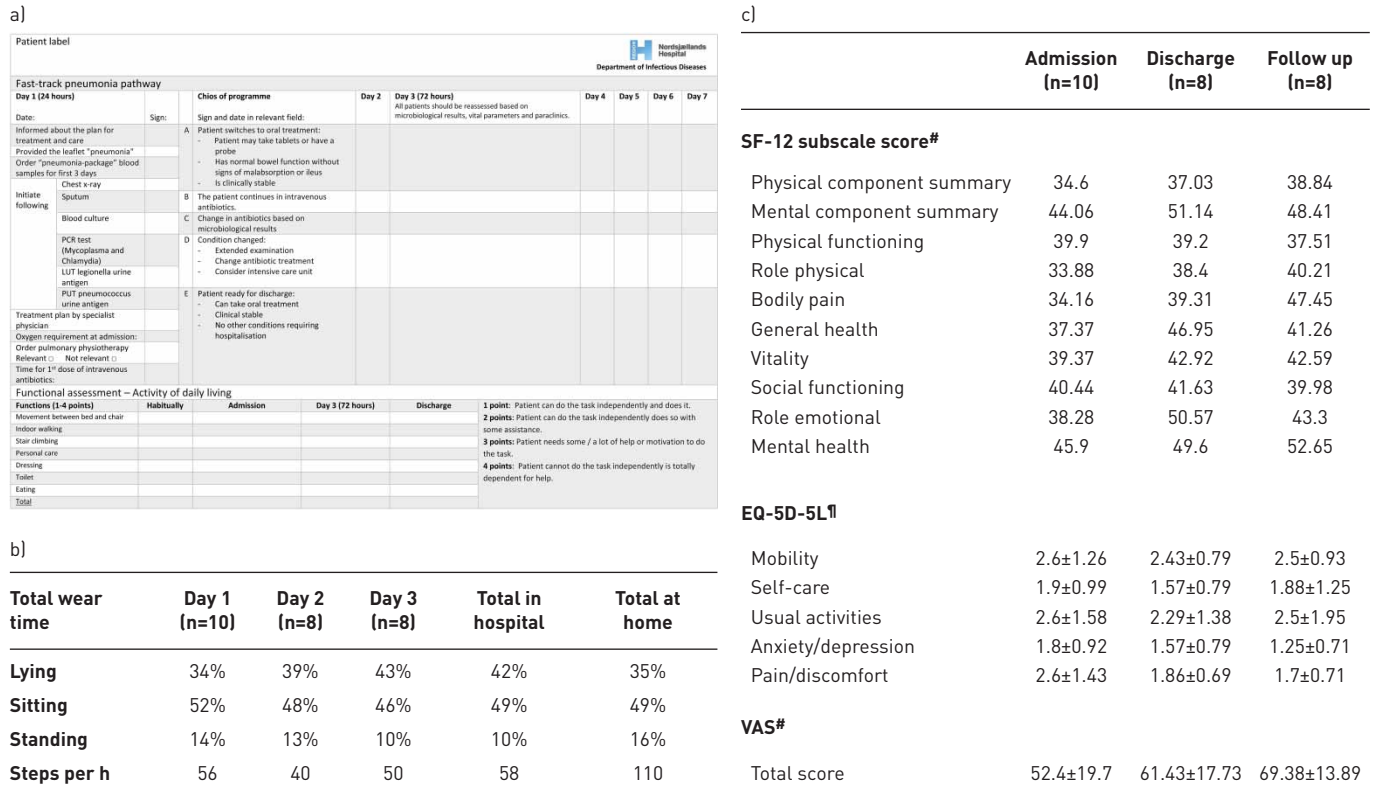 a)
Patient label
Nordsjællands
Hospital
Department of Infectious Diseases
Fast-track pneumonia pathway
Day 1 (24 hours)
Date: Sign:
Chios of programme
Sign and date in relevant field:
Day 2
Day 3 (72 hours)
All patients should be reassessed based on
microbiological results, vital parameters and paraclinics.
Day 4 Day 5 Day 6 Day 7
Informed about the plan for
treatment and care
Provided the leaflet "pneumonia"
Order "pneumonia-package" blood
samples for first 3 days
Initiate
following
Chest x-ray
Sputum
Blood culture
PCR test
(Mycoplasma and
Chlamydia)
LUT legionella urine
antigen
PUT pneumococcus
urine antigen
Treatment plan by specialist
physician
Oxygen requirement at admission:
Order pulmonary physiotherapy
Relevant □ Not relevant □
Time for 1st dose of intravenous
antibiotics:
A Patient switches to oral treatment:
- Patient may take tablets or have a
probe
- Has normal bowel function without
signs of malabsorption or ileus
- Is clinically stable
B The patient continues in intravenous
antibiotics.
C Change in antibiotics based on
microbiological results
D Condition changed:
- Extended examination
- Change antibiotic treatment
- Consider intensive care unit
E Patient ready for discharge:
- Can take oral treatment
- Clinical stable
- No other conditions requiring
hospitalisation
Functional assessment – Activity of daily living
Functions (1-4 points) Habitually Admission Day 3 (72 hours) Discharge
Movement between bed and chair
Indoor walking
Stair climbing
Personal care
Dressing
Toilet
Eating
Total
1 point: Patient can do the task independently and does it.
2 points: Patient can do the task independently does so with
some assistance.
3 points: Patient needs some / a lot of help or motivation to do
the task.
4 points: Patient cannot do the task independently is totally
dependent for help.
b)
Total wear time Day 1 (n=10) Day 2 (n=8) Day 3 (n=8) Total in hospital Total at home
Lying 34% 39% 43% 42% 35%
Sitting 52% 48% 46% 49% 49%
Standing 14% 13% 10% 10% 16%
Steps per h 56 40 50 58 110
c)
Admission (n=10) Discharge (n=8) Follow up (n=8)
SF-12 subscale score#
Physical component summary 34.6 37.03 38.84
Mental component summary 44.06 51.14 48.41
Physical functioning 39.9 39.2 37.51
Role physical 33.88 38.4 40.21
Bodily pain 34.16 39.31 47.45
General health 37.37 46.95 41.26
Vitality 39.37 42.92 42.59
Social functioning 40.44 41.63 39.98
Role emotional 38.28 50.57 43.3
Mental health 45.9 49.6 52.65
EQ-5D-5L¶
Mobility 2.6±1.26 2.43±0.79 2.5±0.93
Self-care 1.9±0.99 1.57±0.79 1.88±1.25
Usual activities 2.6±1.58 2.29±1.38 2.5±1.95
Anxiety/depression 1.8±0.92 1.57±0.79 1.25±0.71
Pain/discomfort 2.6±1.43 1.86±0.69 1.7±0.71
VAS#
Total score 52.4±19.7 61.43±17.73 69.38±13.89